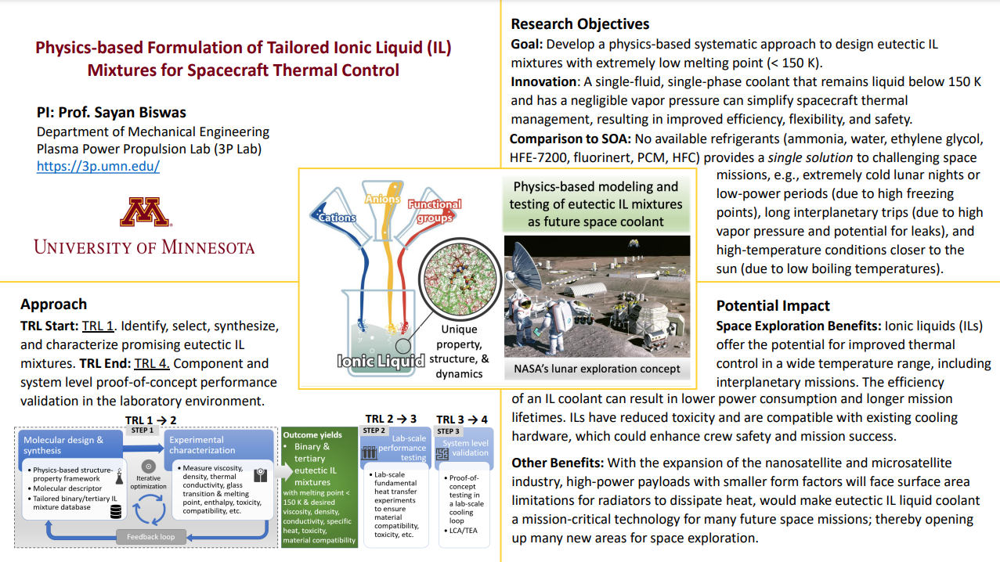 Physics-based Formulation of Tailored Ionic Liquid (IL)
Mixtures for Spacecraft Thermal Control
PI: Prof. Sayan Biswas
Department of Mechanical Engineering
Plasma Power Propulsion Lab (3P Lab)
https://3p.umn.edu/
M
UNIVERSITY OF MINNESOTA
Research Objectives
Goal: Develop a physics-based systematic approach to design eutectic IL
mixtures with extremely low melting point (< 150 K).
Innovation: A single-fluid, single-phase coolant that remains liquid below 150 K
and has a negligible vapor pressure can simplify spacecraft thermal
management, resulting in improved efficiency, flexibility, and safety.
Comparison to SOA: No available refrigerants (ammonia, water, ethylene glycol,
HFE-7200, fluorinert, PCM, HFC) provides a single solution to challenging space
missions, e.g., extremely cold lunar nights or
low-power periods (due to high freezing
points), long interplanetary trips (due to high
vapor pressure and potential for leaks), and
high-temperature conditions closer to the
sun (due to low boiling temperatures).
Cations
Anions
Functional
groups
Ionic Liquid
Unique
property,
structure, &
dynamics
Physics-based modeling and
testing of eutectic IL mixtures
as future space coolant
NASA's lunar exploration concept
Approach
TRL Start: TRL 1. Identify, select, synthesize,
and characterize promising eutectic IL
mixtures. TRL End: TRL 4. Component and
system level proof-of-concept performance
validation in the laboratory environment.
TRL 1 → 2
STEP 1
Molecular design &
synthesis
• Physics-based structure-
property framework
• Molecular descriptor
• Tailored binary/tertiary IL
mixture database
Iterative
optimization
Experimental
characterization
• Measure viscosity,
density, thermal
conductivity, glass
transition & melting
point, enthalpy, toxicity,
compatibility, etc.
Feedback loop
Outcome yields
• Binary &
tertiary
eutectic IL
mixtures
with melting point <
150 K & desired
viscosity, density,
conductivity, specific
heat, toxicity,
material compatibility
TRL 2 → 3
STEP 2
Lab-scale
performance
testing
• Lab-scale
fundamental
heat transfer
experiments
to ensure
material
compatibility,
toxicity, etc.
TRL 3 → 4
STEP 3
System level
validation
• Proof-of-
concept
testing in
a lab-scale
cooling
loop
• LCA/TEA
Potential Impact
Space Exploration Benefits: Ionic liquids (ILs)
offer the potential for improved thermal
control in a wide temperature range, including
interplanetary missions. The efficiency
of an IL coolant can result in lower power consumption and longer mission
lifetimes. ILs have reduced toxicity and are compatible with existing cooling
hardware, which could enhance crew safety and mission success.
Other Benefits: With the expansion of the nanosatellite and microsatellite
industry, high-power payloads with smaller form factors will face surface area
limitations for radiators to dissipate heat, would make eutectic IL liquid coolant
a mission-critical technology for many future space missions; thereby opening
up many new areas for space exploration.